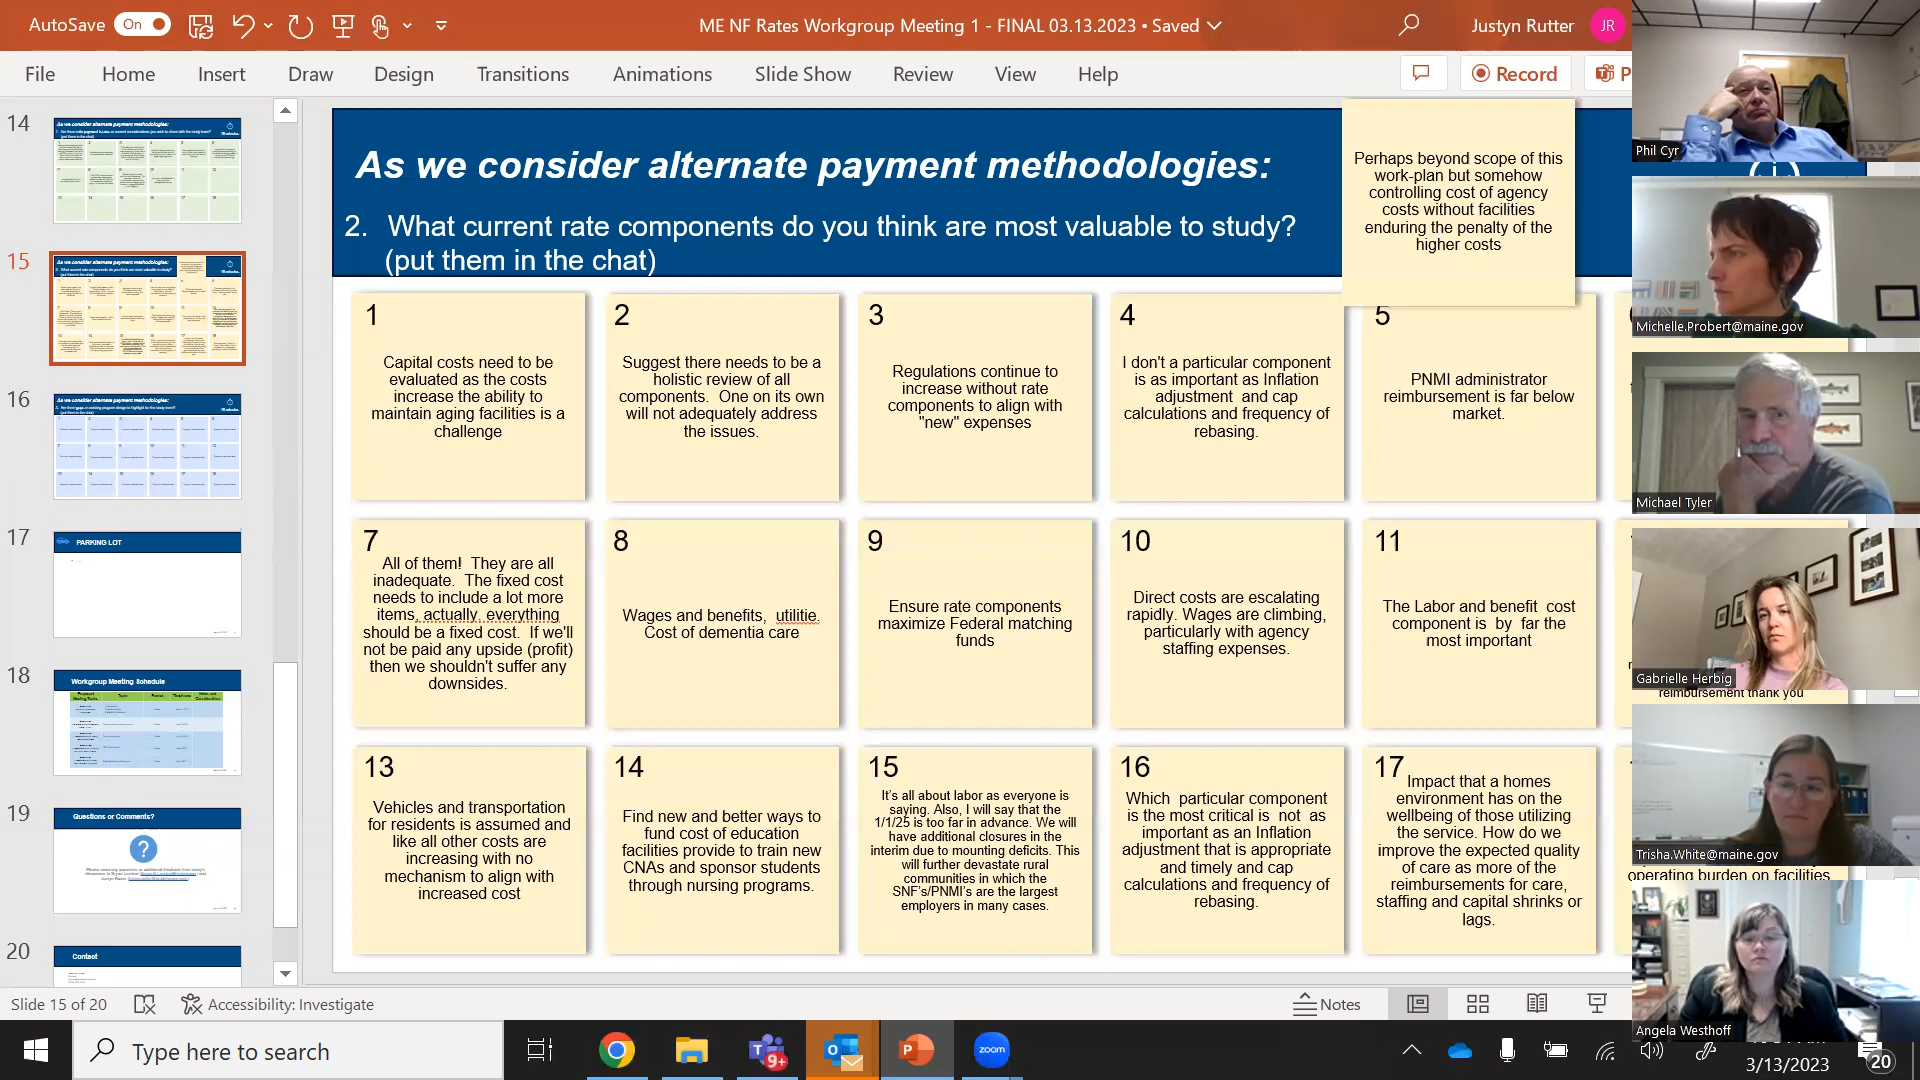 AutoSave On
ME NF Rates Workgroup Meeting 1 - FINAL 03.13.2023 • Saved
Justyn Rutter JR
File Home Insert Draw Design Transitions Animations Slide Show Review View Help
Record
14
15
16
17
PARKING LOT
18
Workgroup Meeting Schedule
19
Questions or Comments?
?
20
Contact
As we consider alternate payment methodologies:
2. What current rate components do you think are most valuable to study?
(put them in the chat)
Perhaps beyond scope of this
work-plan but somehow
controlling cost of agency
costs without facilities
enduring the penalty of the
higher costs
1
Capital costs need to be
evaluated as the costs
increase the ability to
maintain aging facilities is a
challenge
2
Suggest there needs to be a
holistic review of all
components. One on its own
will not adequately address
the issues.
3
Regulations continue to
increase without rate
components to align with
"new" expenses
4
I don't a particular component
is as important as Inflation
adjustment and cap
calculations and frequency of
rebasing.
5
PNMI administrator
reimbursement is far below
market.
7
All of them! They are all
inadequate. The fixed cost
needs to include a lot more
items, actually, everything
should be a fixed cost. If we'll
not be paid any upside (profit)
then we shouldn't suffer any
downsides.
8
Wages and benefits, utilitie.
Cost of dementia care
9
Ensure rate components
maximize Federal matching
funds
10
Direct costs are escalating
rapidly. Wages are climbing,
particularly with agency
staffing expenses.
11
The Labor and benefit cost
component is by far the
most important
reimbursement thank you
13
Vehicles and transportation
for residents is assumed and
like all other costs are
increasing with no
mechanism to align with
increased cost
14
Find new and better ways to
fund cost of education
facilities provide to train new
CNAs and sponsor students
through nursing programs.
15
It's all about labor as everyone is
saying. Also, I will say that the
1/1/25 is too far in advance. We will
have additional closures in the
interim due to mounting deficits. This
will further devastate rural
communities in which the
SNF's/PNMI's are the largest
employers in many cases.
16
Which particular component
is the most critical is not as
important as an Inflation
adjustment that is appropriate
and timely and cap
calculations and frequency of
rebasing.
17
Impact that a homes
environment has on the
wellbeing of those utilizing
the service. How do we
improve the expected quality
of care as more of the
reimbursements for care,
staffing and capital shrinks or
lags.
operating burden on facilities
Phil Cyr
Michelle.Probert@maine.gov
Michael Tyler
Gabrielle Herbig
Trisha.White@maine.gov
Angela Westhoff
Slide 15 of 20
Accessibility: Investigate
Notes
Type here to search
9+
zoom
3/13/2023
20